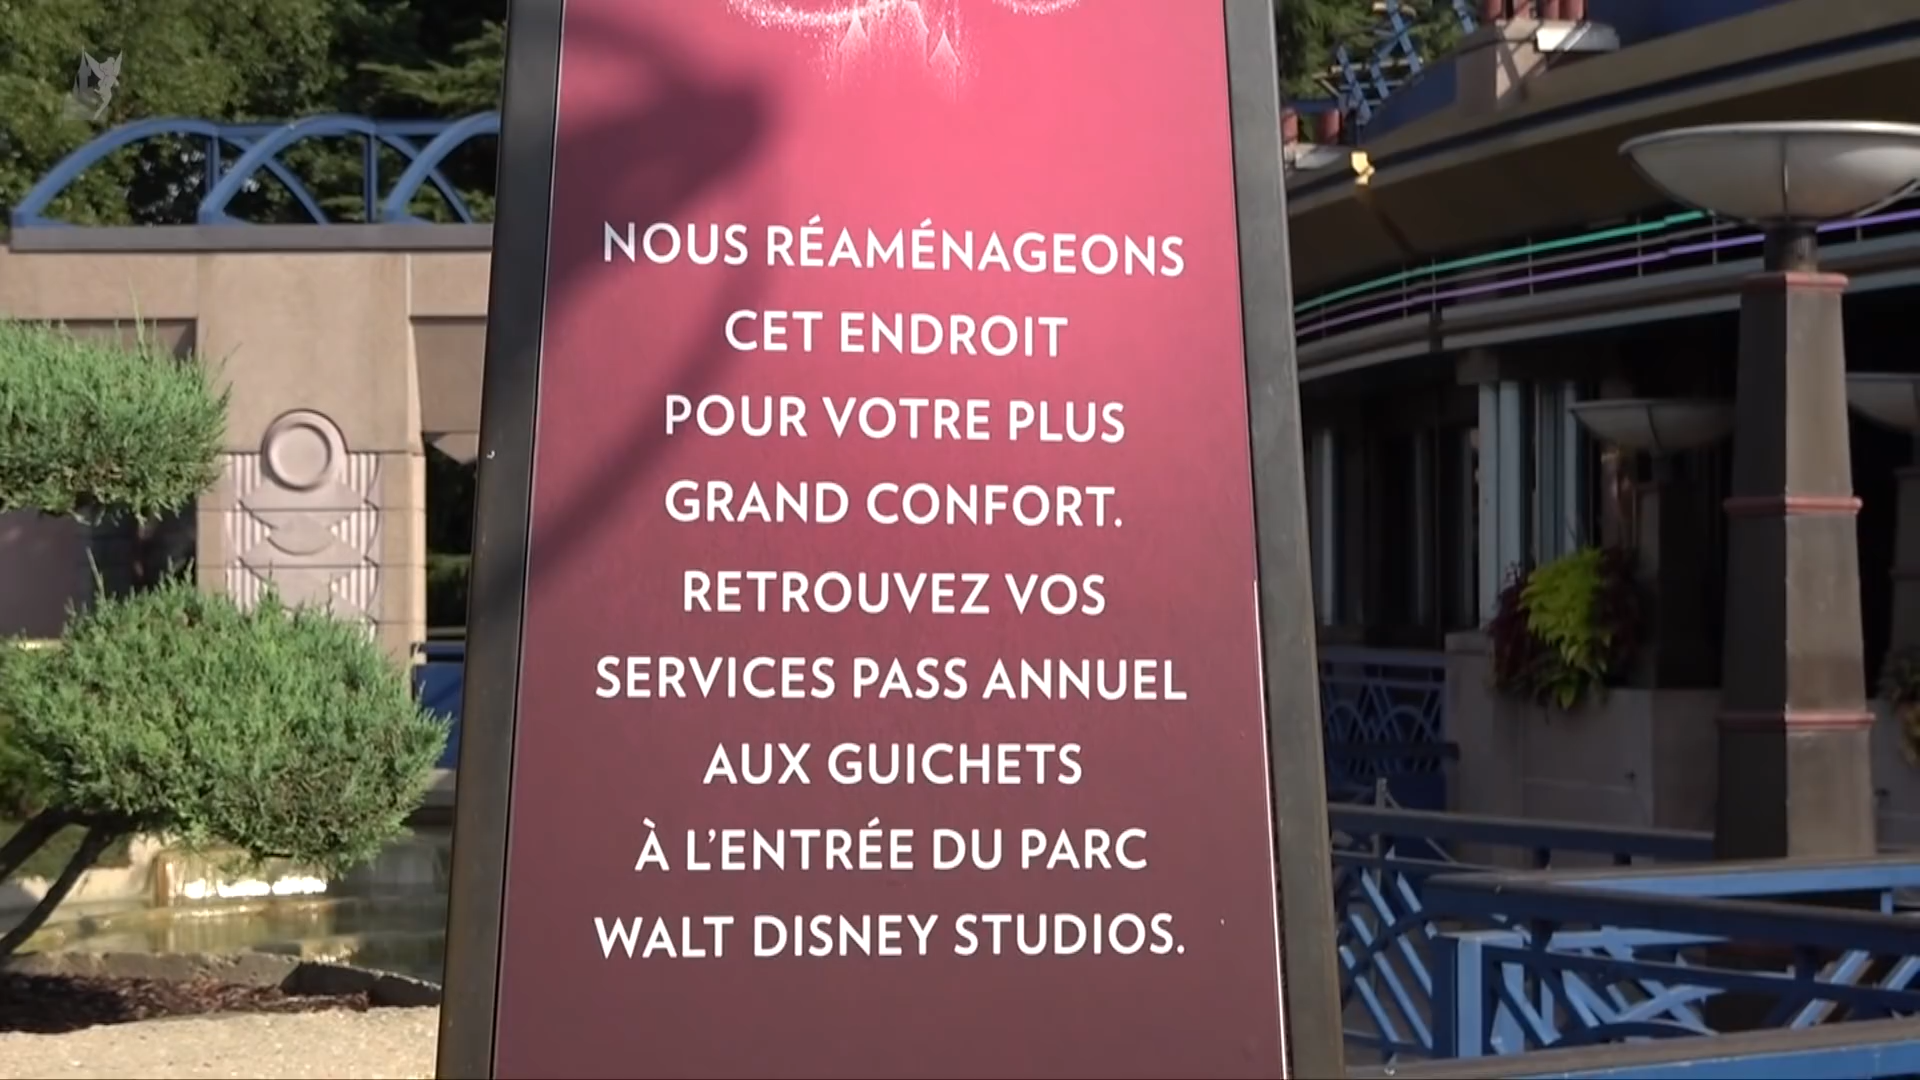 NOUS RÉAMÉNAGEONS
CET ENDROIT
POUR VOTRE PLUS
GRAND CONFORT.
RETROUVEZ VOS
SERVICES PASS ANNUEL
AUX GUICHETS
À L'ENTRÉE DU PARC
WALT DISNEY STUDIOS.